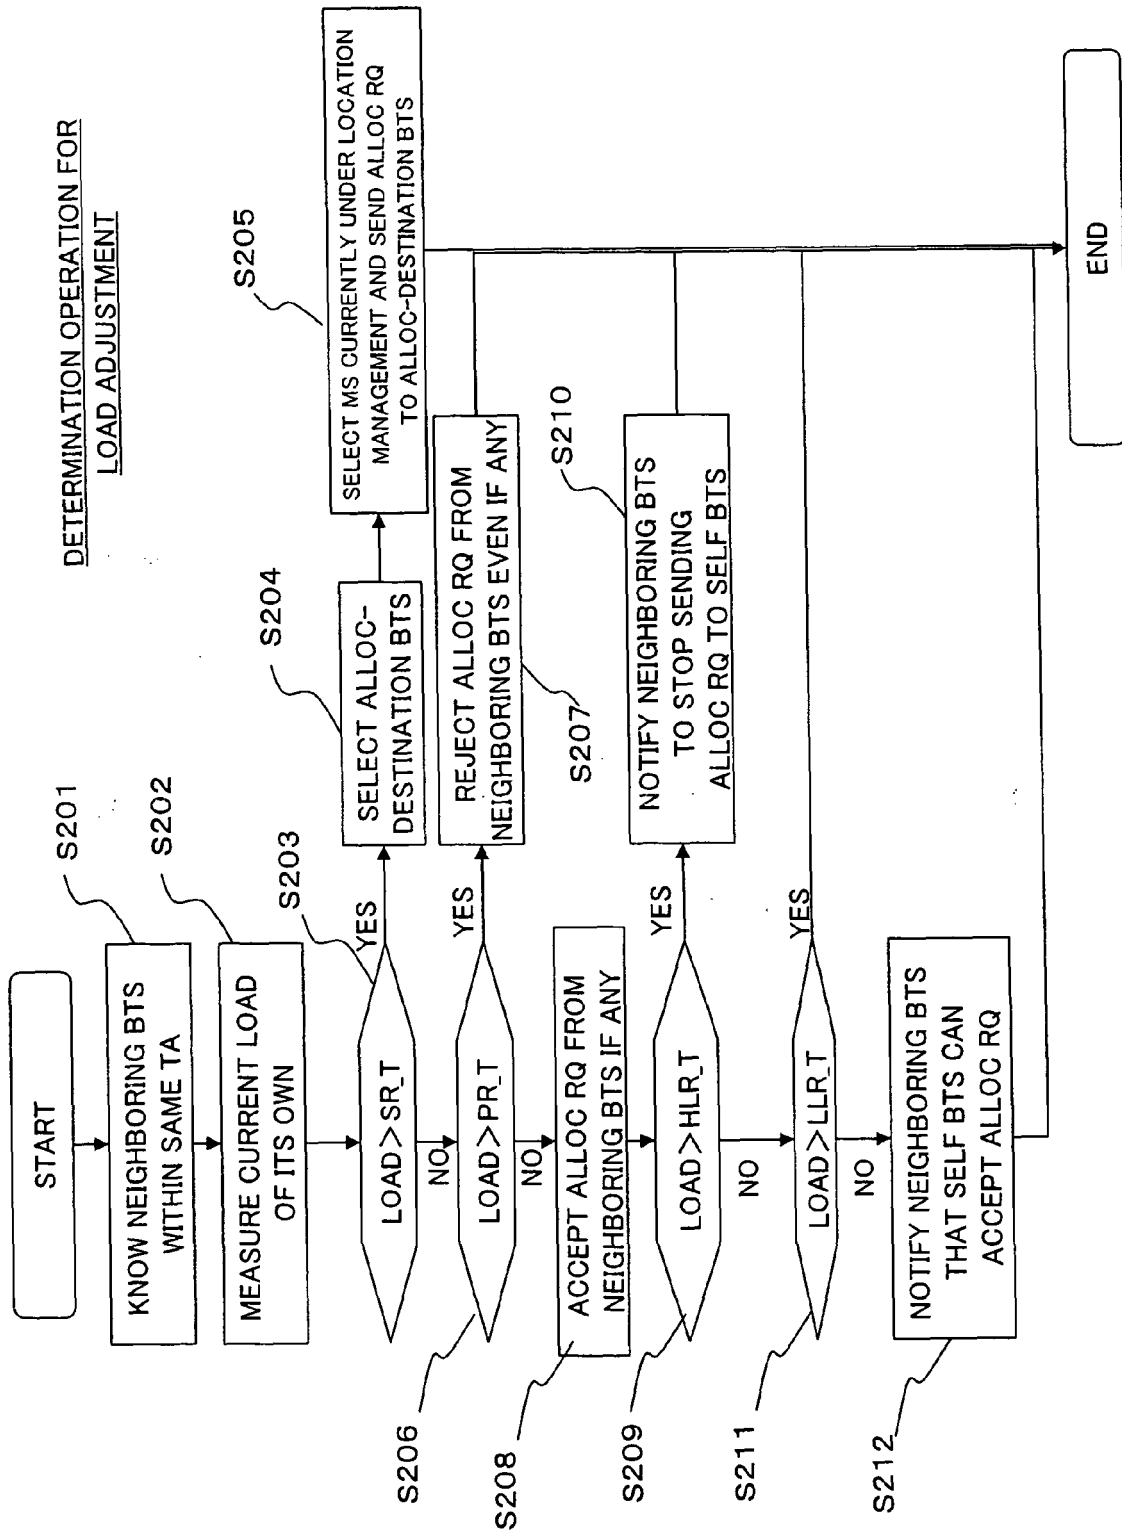 DETERMINATION OPERATION FOR
LOAD ADJUSTMENT
START
S201
KNOW NEIGHBORING BTS
WITHIN SAME TA
S202
MEASURE CURRENT LOAD
OF ITS OWN
S203
LOAD>SR_T
YES
NO
S204
SELECT ALLOC-
DESTINATION BTS
S205
SELECT MS CURRENTLY UNDER LOCATION
MANAGEMENT AND SEND ALLOC RQ
TO ALLOC-DESTINATION BTS
S206
LOAD>PR_T
YES
NO
REJECT ALLOC RQ FROM
NEIGHBORING BTS EVEN IF ANY
S207
S208
ACCEPT ALLOC RQ FROM
NEIGHBORING BTS IF ANY
S209
LOAD>HLR_T
YES
NO
S210
NOTIFY NEIGHBORING BTS
TO STOP SENDING
ALLOC RQ TO SELF BTS
S211
LOAD>LLR_T
YES
NO
S212
NOTIFY NEIGHBORING BTS
THAT SELF BTS CAN
ACCEPT ALLOC RQ
END